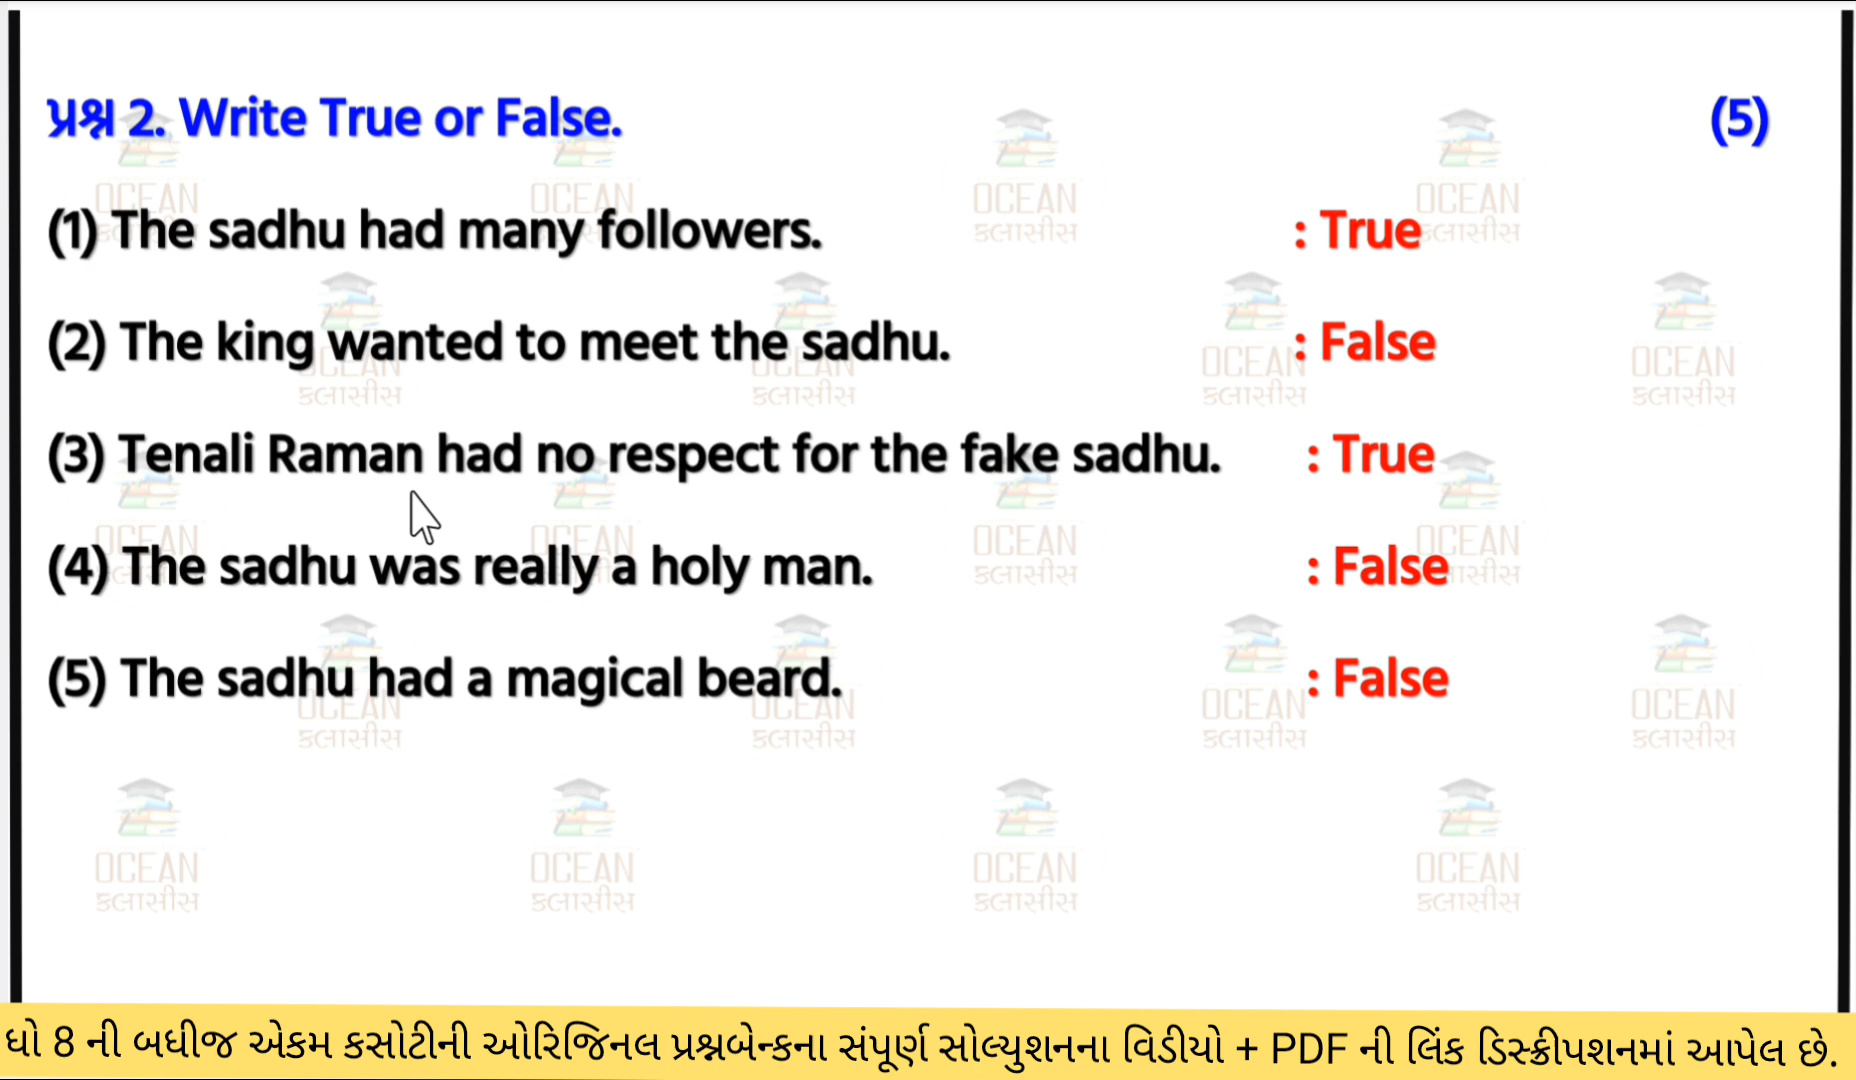 પ્રશ્ન 2. Write True or False. (5)
(1) The sadhu had many followers. : True
(2) The king wanted to meet the sadhu. : False
(3) Tenali Raman had no respect for the fake sadhu. : True
(4) The sadhu was really a holy man. : False
(5) The sadhu had a magical beard. : False
OCEAN
કલાસીસ
ધો 8 ની બધીજ એકમ કસોટીની ઓરિજિનલ પ્રશ્નબેન્કના સંપૂર્ણ સોલ્યુશનના વિડીયો + PDF ની લિંક ડિસ્ક્રીપશનમાં આપેલ છે.